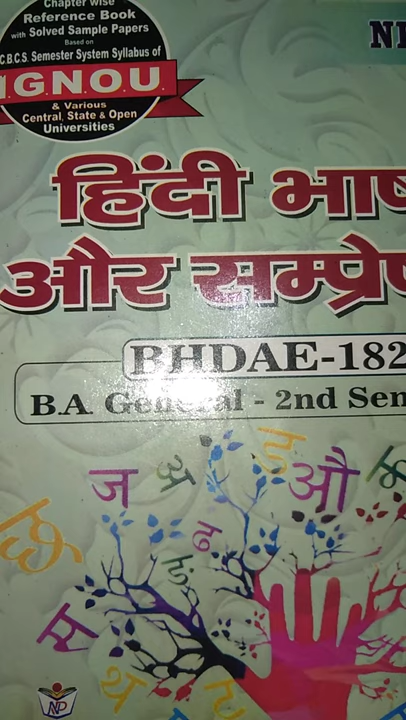 Chapter wise
Reference Book
with Solved Sample Papers
Based on
C.B.C.S. Semester System Syllabus of
I.G.N.O.U.
& Various
Central, State & Open
Universities
हिंदी
और
BHDAE-182
B.A. General - 2nd Sem
ज अ औ
छ
स
थ